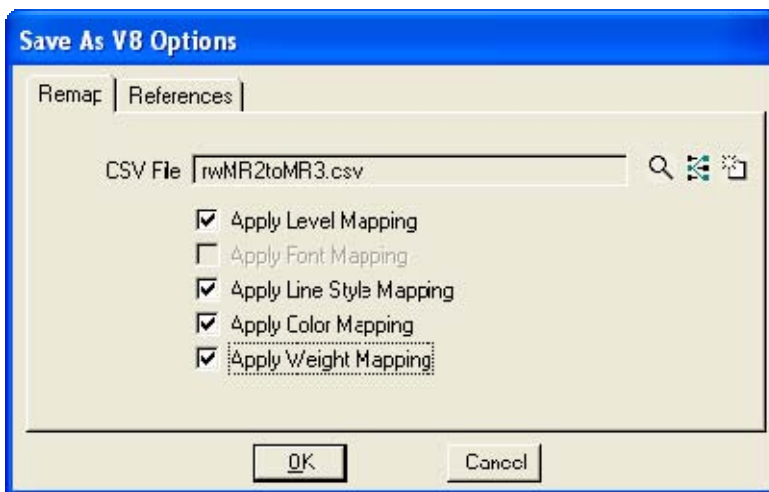 Save As V8 Options
Remap References
CSV File rwMR2toMR3.csv
Apply Level Mapping
Apply Font Mapping
Apply Line Style Mapping
Apply Color Mapping
Apply Weight Mapping
OK Cancel